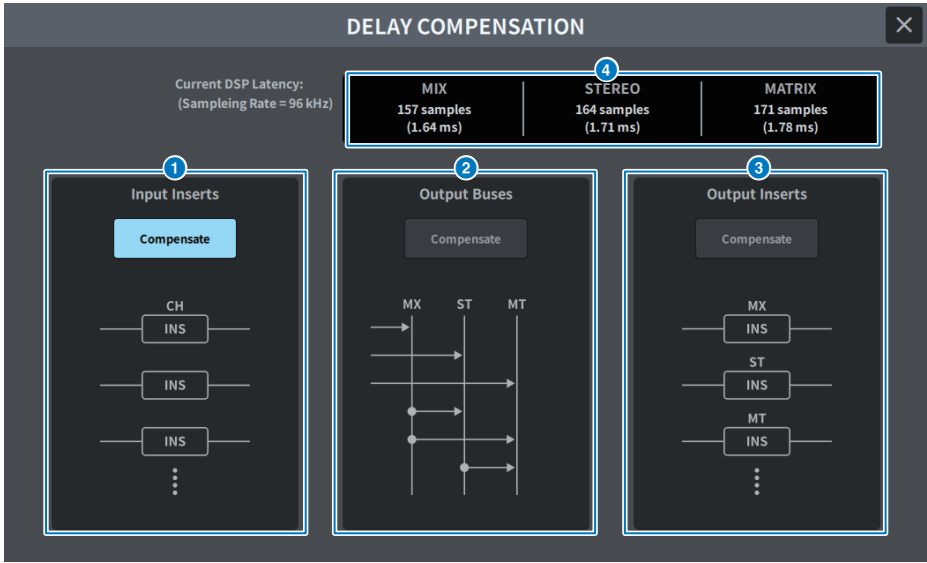 DELAY COMPENSATION
Current DSP Latency:
(Sampleing Rate = 96 kHz)
4
MIX
157 samples
(1.64 ms)
STEREO
164 samples
(1.71 ms)
MATRIX
171 samples
(1.78 ms)
1
Input Inserts
Compensate
CH
INS
INS
INS
2
Output Buses
Compensate
MX ST MT
3
Output Inserts
Compensate
MX
INS
ST
INS
MT
INS